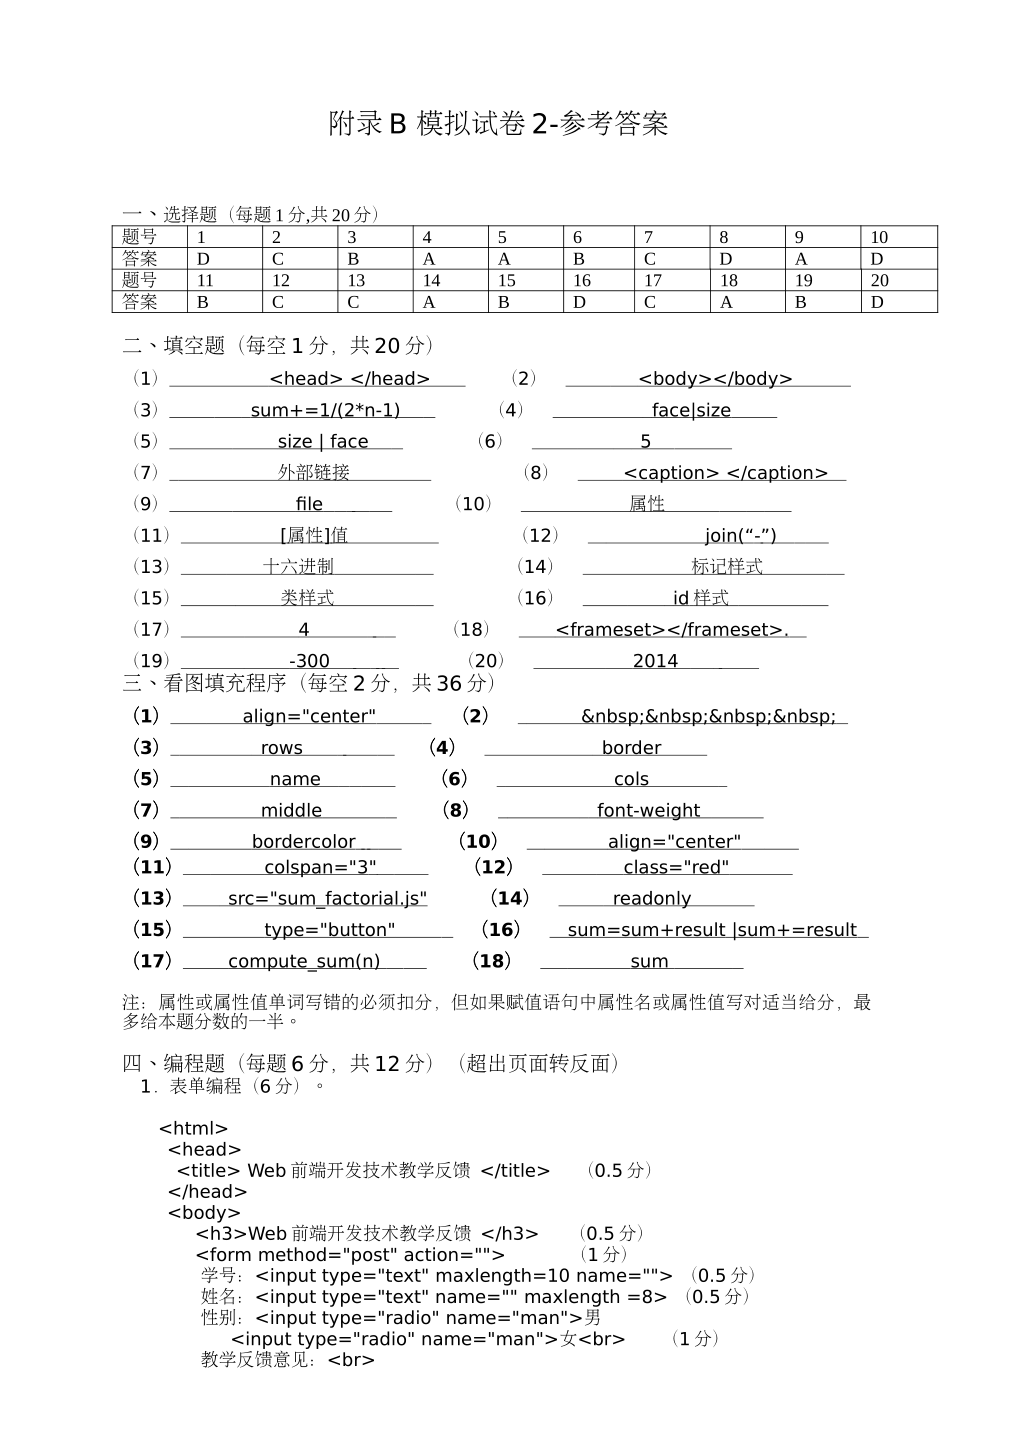 附录 B 模拟试卷 2-参考答案
一、选择题（每题 1 分,共 20 分）
题号 1 2 3 4 5 6 7 8 9 10
答案 D C B A A B C D A D
题号 11 12 13 14 15 16 17 18 19 20
答案 B C C A B D C A B D
二、填空题（每空 1 分，共 20 分）
（1） <head> </head> （2） <body></body>
（3） sum+=1/(2*n-1) （4） face|size
（5） size | face （6） 5
（7） 外部链接 （8） <caption> </caption>
（9） file （10） 属性
（11） [属性]值 （12） join(“-”)
（13） 十六进制 （14） 标记样式
（15） 类样式 （16） id 样式
（17） 4 （18） <frameset></frameset>.
（19） -300 （20） 2014
三、看图填充程序（每空 2 分，共 36 分）
（1） align="center" （2） &nbsp;&nbsp;&nbsp;&nbsp;
（3） rows （4） border
（5） name （6） cols
（7） middle （8） font-weight
（9） bordercolor （10） align="center"
（11） colspan="3" （12） class="red"
（13） src="sum_factorial.js" （14） readonly
（15） type="button" （16） sum=sum+result |sum+=result
（17） compute_sum(n) （18） sum
注：属性或属性值单词写错的必须扣分，但如果赋值语句中属性名或属性值写对适当给分，最
多给本题分数的一半。
四、编程题（每题 6 分，共 12 分）（超出页面转反面）
1．表单编程（6 分）。
<html>
<head>
<title> Web 前端开发技术教学反馈 </title> （0.5 分）
</head>
<body>
<h3>Web 前端开发技术教学反馈 </h3> （0.5 分）
<form method="post" action=""> （1 分）
学号：<input type="text" maxlength=10 name=""> （0.5 分）
姓名：<input type="text" name="" maxlength =8> （0.5 分）
性别：<input type="radio" name="man">男
<input type="radio" name="man">女<br> （1 分）
教学反馈意见：<br>